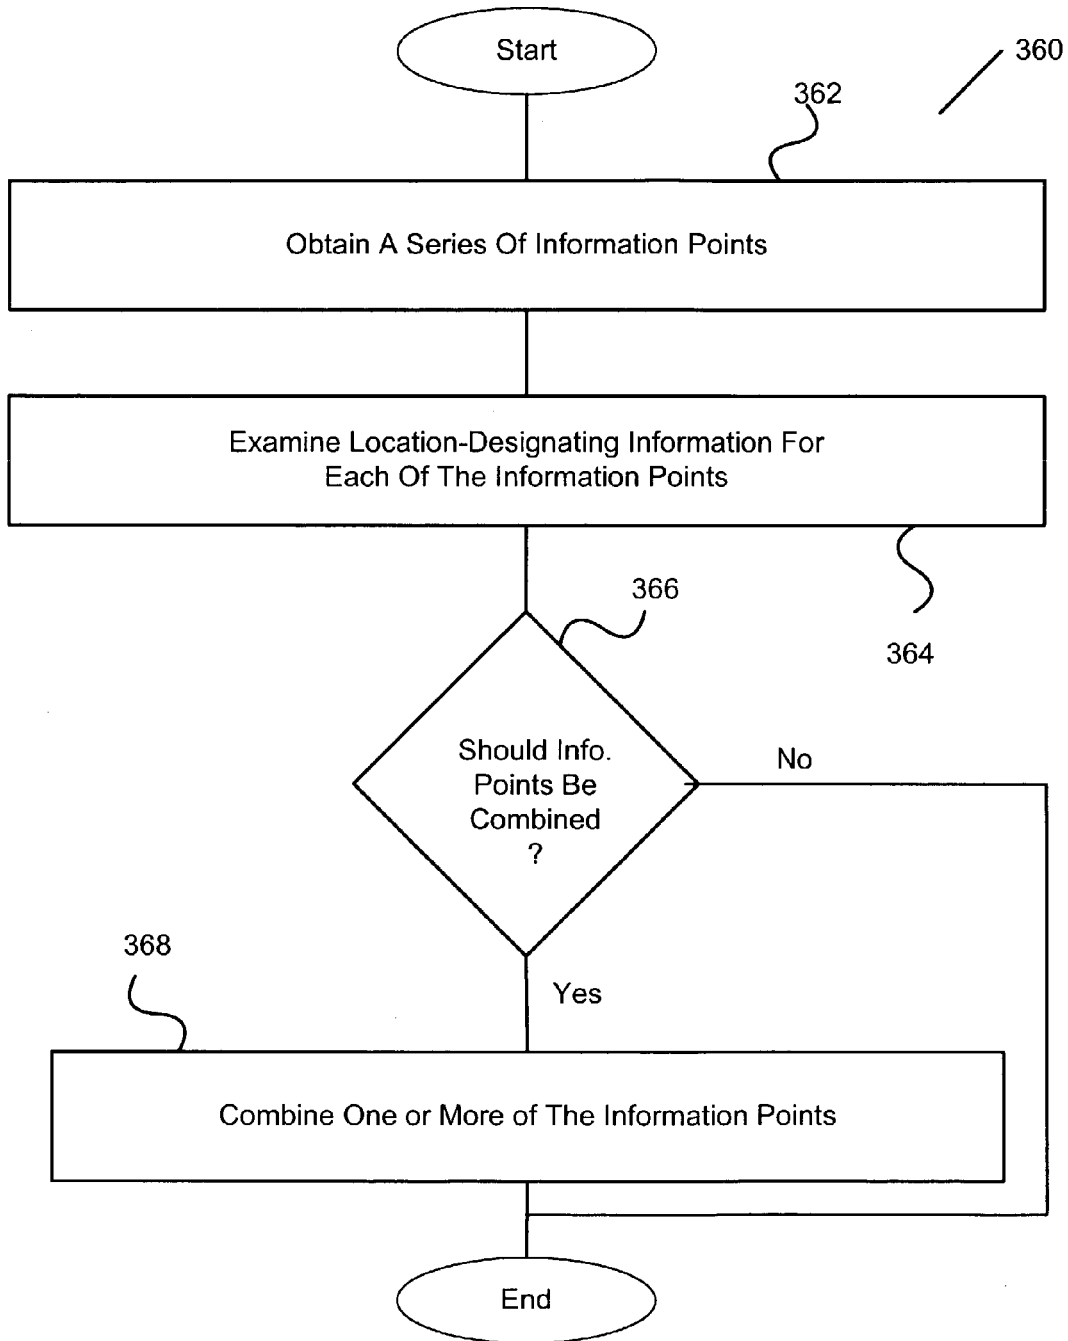 Start
360
362
Obtain A Series Of Information Points
Examine Location-Designating Information For
Each Of The Information Points
364
366
Should Info.
Points Be
Combined
?
No
Yes
368
Combine One or More of The Information Points
End